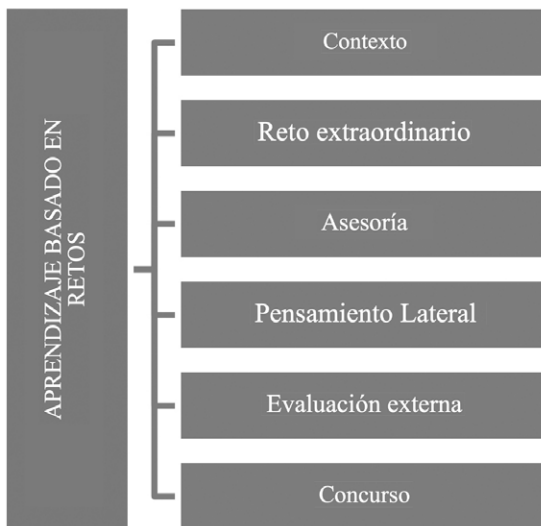 APRENDIZAJE BASADO EN
RETOS
Contexto
Reto extraordinario
Asesoría
Pensamiento Lateral
Evaluación externa
Concurso